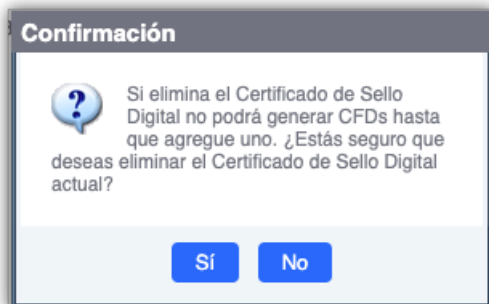 Confirmación
Si elimina el Certificado de Sello
Digital no podrá generar CFDs hasta
que agregue uno. ¿Estás seguro que
deseas eliminar el Certificado de Sello Digital
actual?
Sí
No